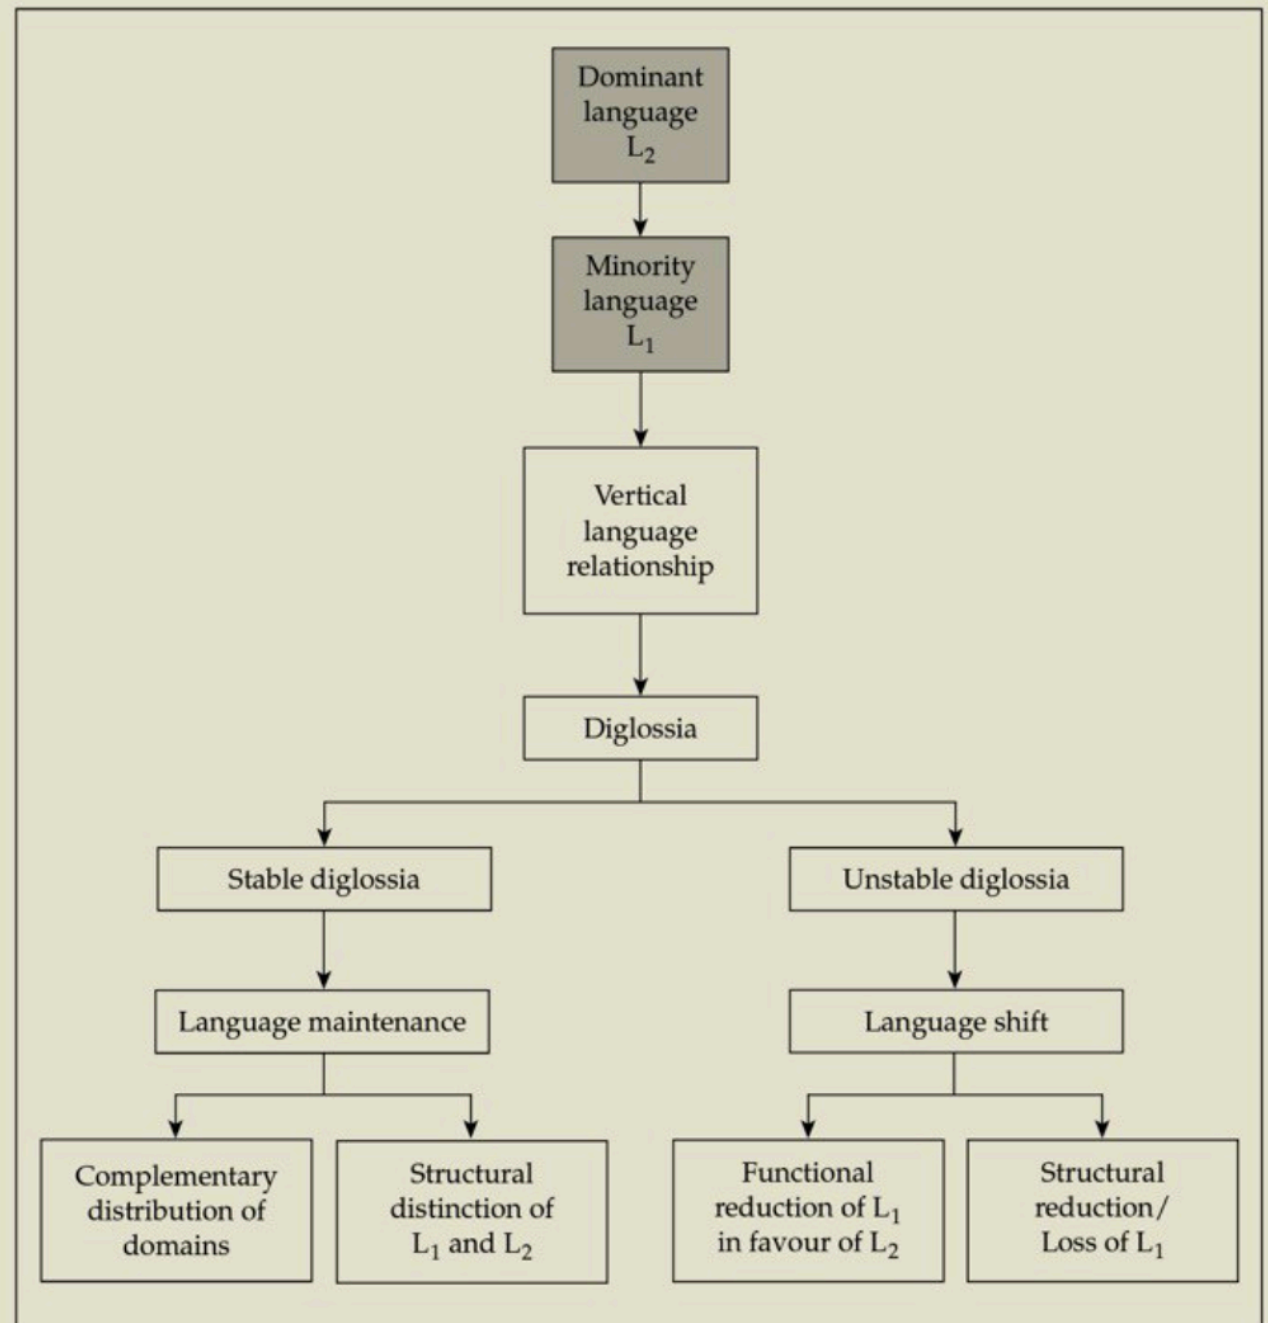 Dominant
language
L₂
Minority
language
L₁
Vertical
language
relationship
Diglossia
Stable diglossia
Unstable diglossia
Language maintenance
Language shift
Complementary
distribution of
domains
Structural
distinction of
L₁ and L₂
Functional
reduction of L₁
in favour of L₂
Structural
reduction/
Loss of L₁